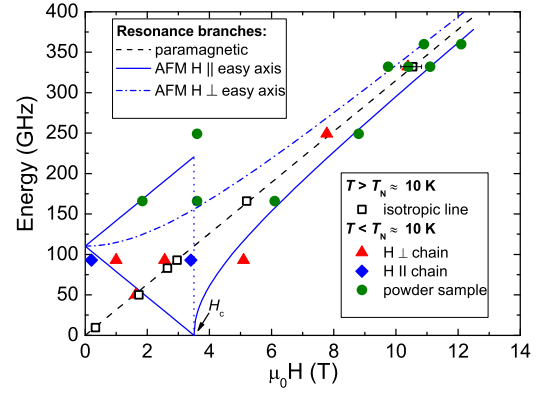 400
350
300
250
200
150
100
50
0
Energy (GHz)
Resonance branches:
paramagnetic
AFM H || easy axis
AFM H ⊥ easy axis
T > T_N ≈ 10 K
isotropic line
T < T_N ≈ 10 K
H ⊥ chain
H II chain
powder sample
H_c
0 2 4 6 8 10 12 14
μ₀H (T)